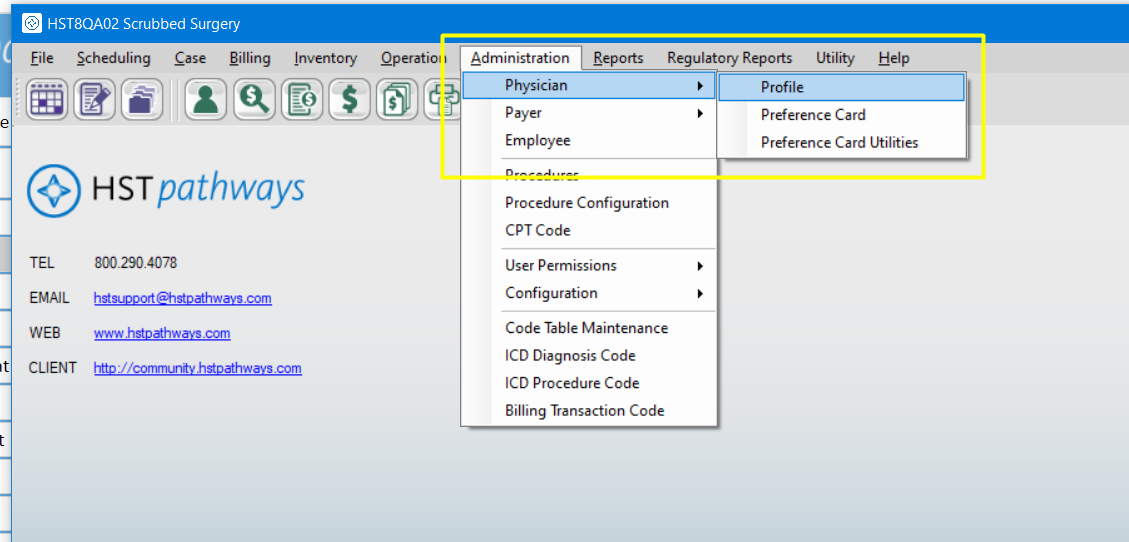 HST8QA02 Scrubbed Surgery
File Scheduling Case Billing Inventory Operation Administration Reports Regulatory Reports Utility Help
Physician
Profile
Payer
Preference Card
Employee
Preference Card Utilities
Procedures
Procedure Configuration
CPT Code
User Permissions
Configuration
Code Table Maintenance
ICD Diagnosis Code
ICD Procedure Code
Billing Transaction Code
HSTpathways
TEL 800.290.4078
EMAIL hstsupport@hstpathways.com
WEB www.hstpathways.com
CLIENT http://community.hstpathways.com